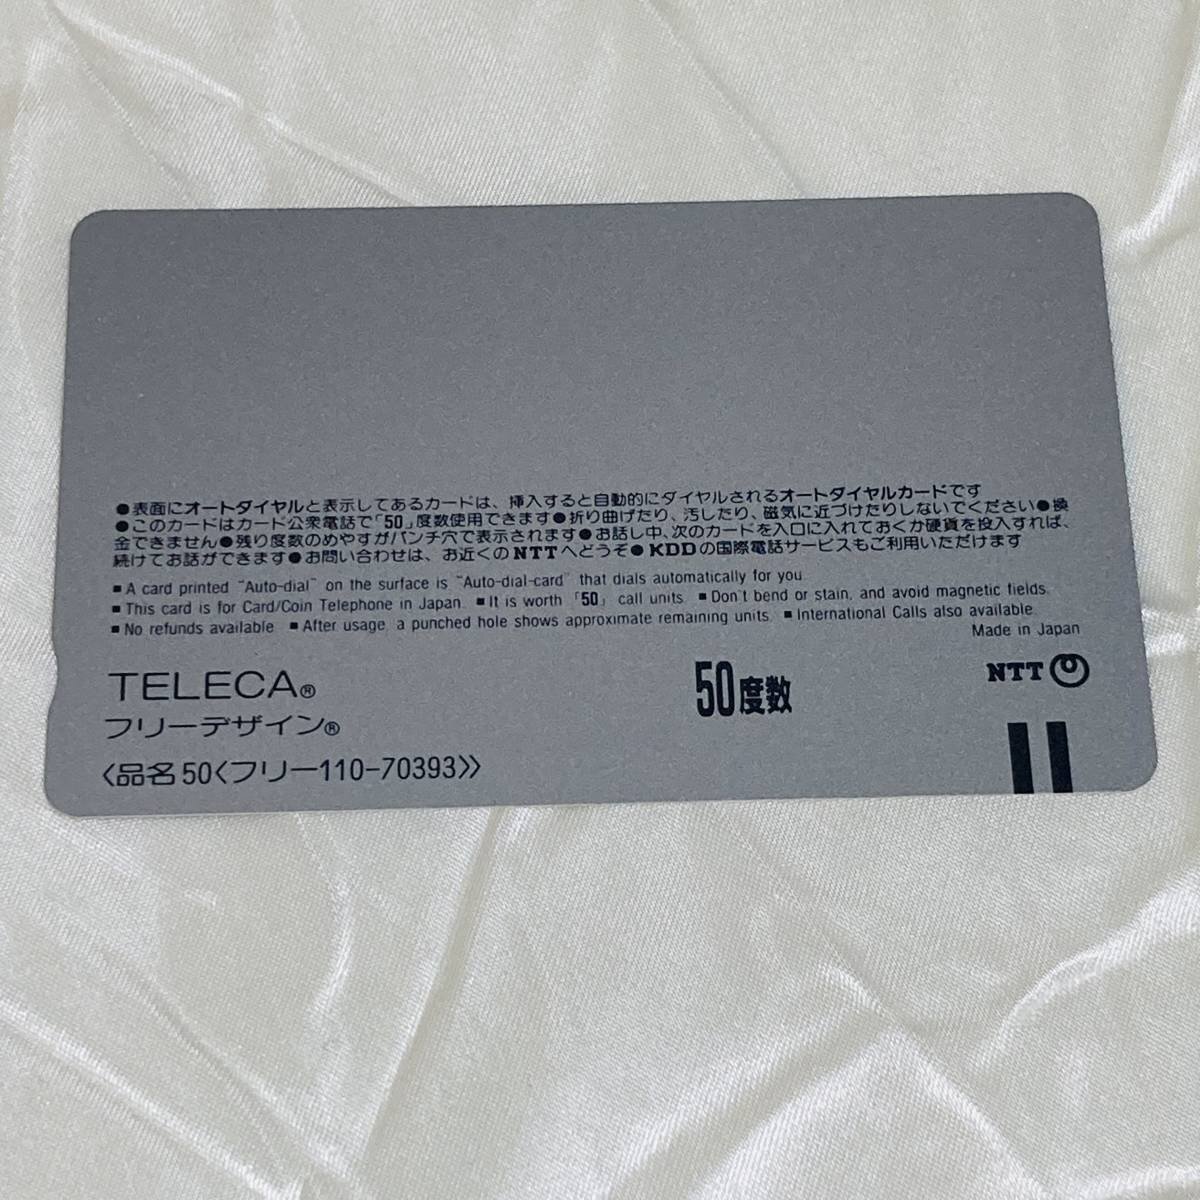 ●表面にオートダイヤルと表示してあるカードは、挿入すると自動的にダイヤルされるオートダイヤルカードです
●このカードはカード公衆電話で「50」度数使用できます●折り曲げたり、汚したり、磁気に近づけたりしないでください●換
金できません●残り度数のめやすがパンチ穴で表示されます●お話し中、次のカードを入口に入れておくか硬貨を投入すれば、
続けてお話ができます●お問い合わせは、お近くのNTTへどうぞ●KDDの国際電話サービスもご利用いただけます
■A card printed "Auto-dial" on the surface is "Auto-dial-card" that dials automatically for you.
■This card is for Card/Coin Telephone in Japan. ■It is worth「50」call units. ■Don't bend or stain, and avoid magnetic fields.
■No refunds available. ■After usage, a punched hole shows approximate remaining units. ■International Calls also available.
Made in Japan
TELECA®
フリーデザイン®
〈品名50〈フリー110-70393〉〉
50度数
NTT